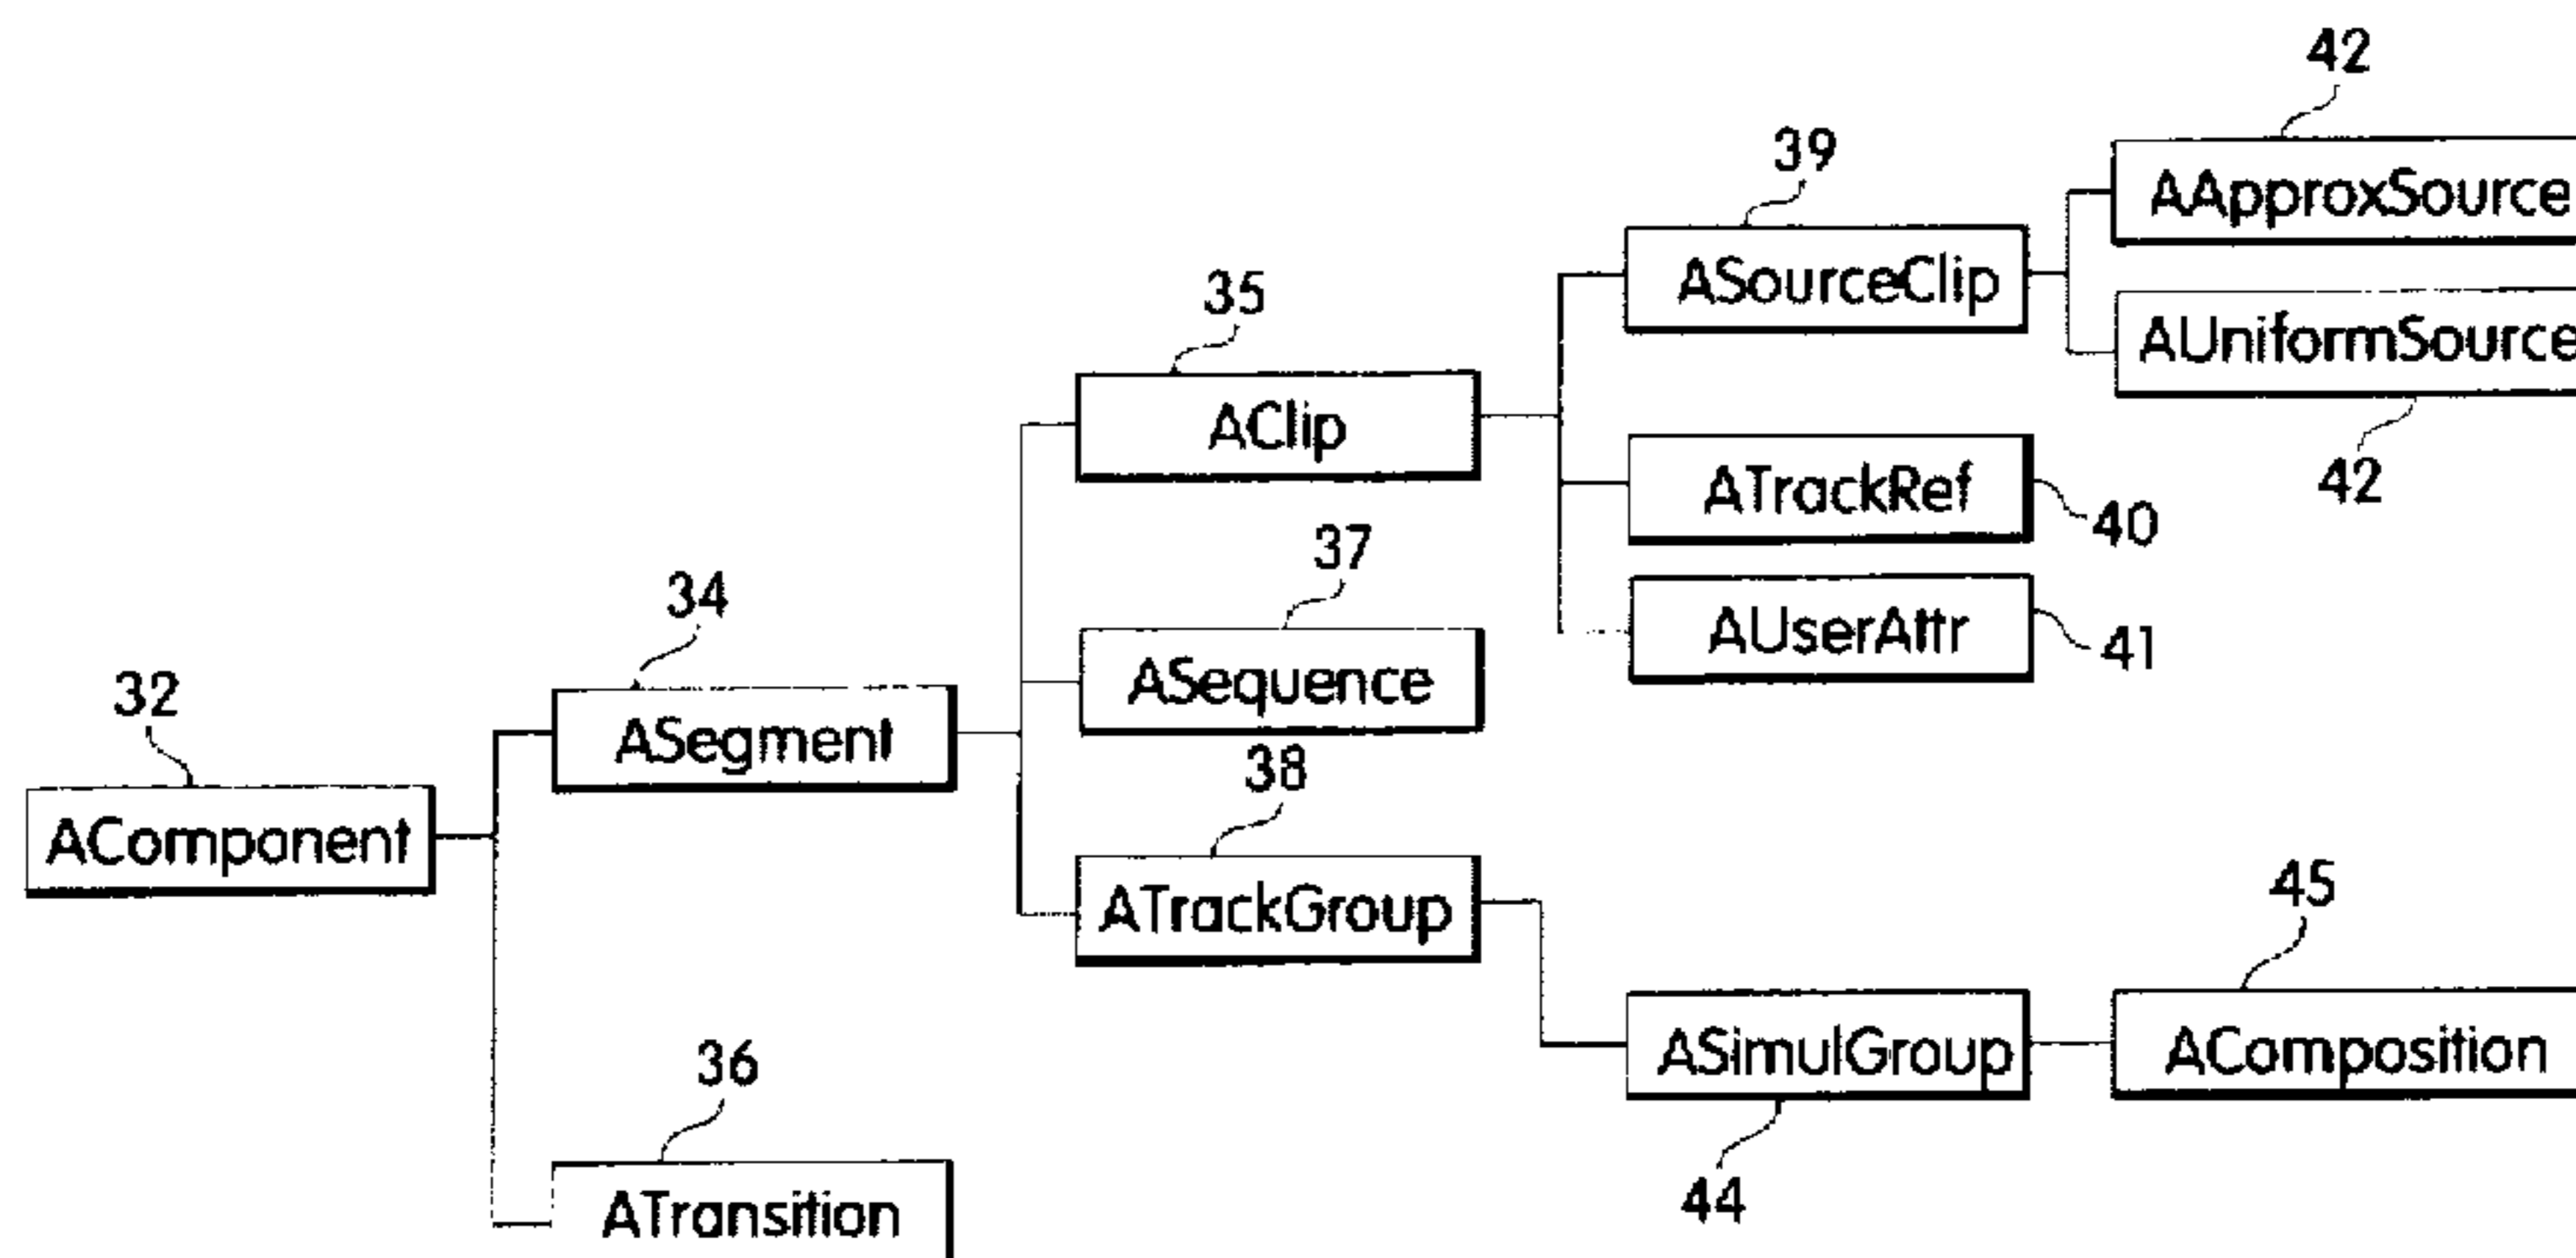 42
39
AApproxSource
35
ASourceClip
AUniformSource
AClip
42
37
ATrackRef
40
34
AUserAttr
41
32
ASequence
ASegment
38
AComponent
ATrackGroup
45
36
ASimulGroup
AComposition
44
ATransition